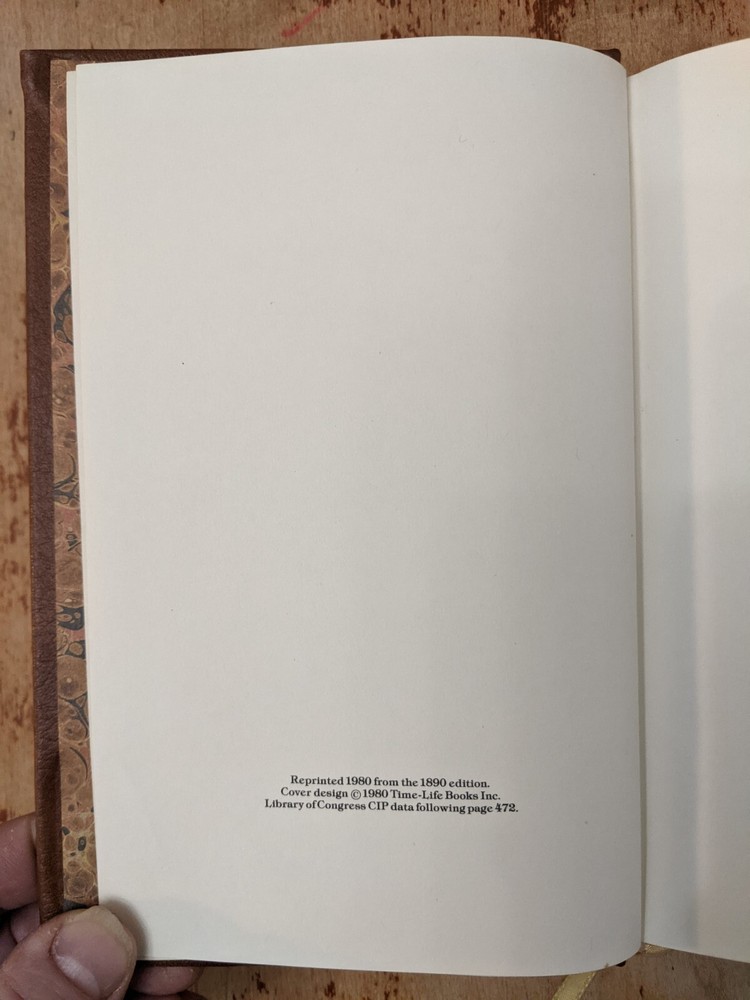 Reprinted 1980 from the 1890 edition.
Cover design © 1980 Time-Life Books Inc.
Library of Congress CIP data following page 472.